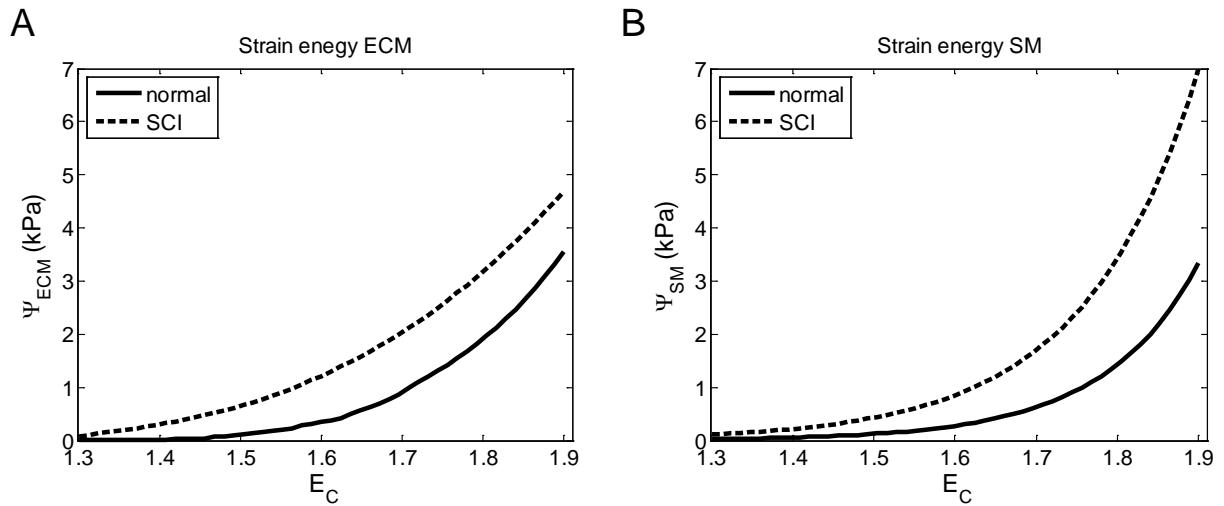 A
Strain enegy ECM
7
6
5
4
3
2
1
0
Ψ_ECM (kPa)
normal
SCI
1.3 1.4 1.5 1.6 1.7 1.8 1.9
E_C
B
Strain energy SM
7
6
5
4
3
2
1
0
Ψ_SM (kPa)
normal
SCI
1.3 1.4 1.5 1.6 1.7 1.8 1.9
E_C